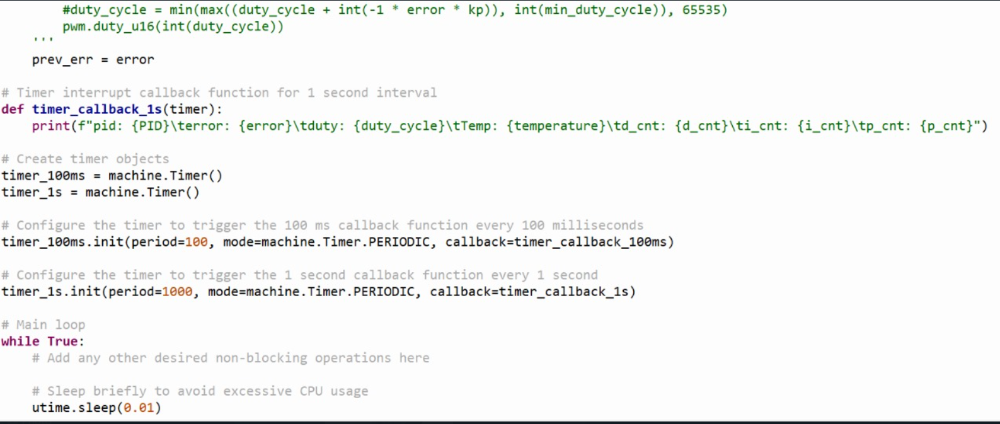 #duty_cycle = min(max((duty_cycle + int(-1 * error * kp)), int(min_duty_cycle)), 65535)
        pwm.duty_u16(int(duty_cycle))
    '''
    prev_err = error

# Timer interrupt callback function for 1 second interval
def timer_callback_1s(timer):
    print(f"pid: {PID}\terror: {error}\tduty: {duty_cycle}\tTemp: {temperature}\td_cnt: {d_cnt}\ti_cnt: {i_cnt}\tp_cnt: {p_cnt}")

# Create timer objects
timer_100ms = machine.Timer()
timer_1s = machine.Timer()

# Configure the timer to trigger the 100 ms callback function every 100 milliseconds
timer_100ms.init(period=100, mode=machine.Timer.PERIODIC, callback=timer_callback_100ms)

# Configure the timer to trigger the 1 second callback function every 1 second
timer_1s.init(period=1000, mode=machine.Timer.PERIODIC, callback=timer_callback_1s)

# Main loop
while True:
    # Add any other desired non-blocking operations here

    # Sleep briefly to avoid excessive CPU usage
    utime.sleep(0.01)